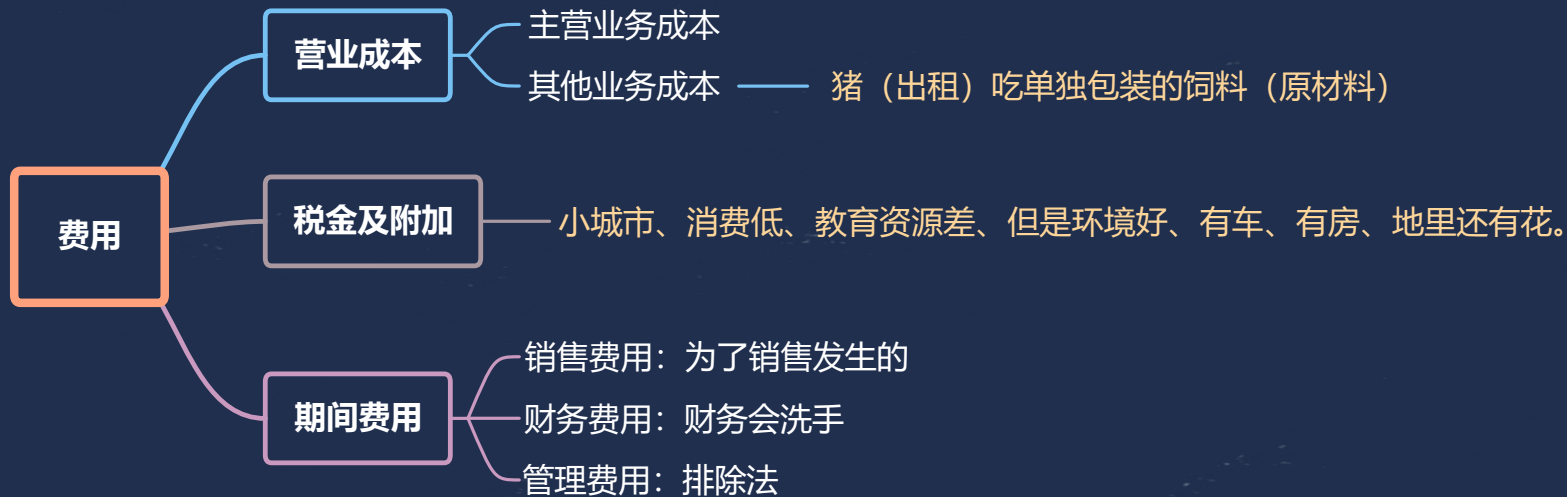 费用
营业成本
主营业务成本
其他业务成本
猪（出租）吃单独包装的饲料（原材料）
税金及附加
小城市、消费低、教育资源差、但是环境好、有车、有房、地里还有花。
期间费用
销售费用：为了销售发生的
财务费用：财务会洗手
管理费用：排除法